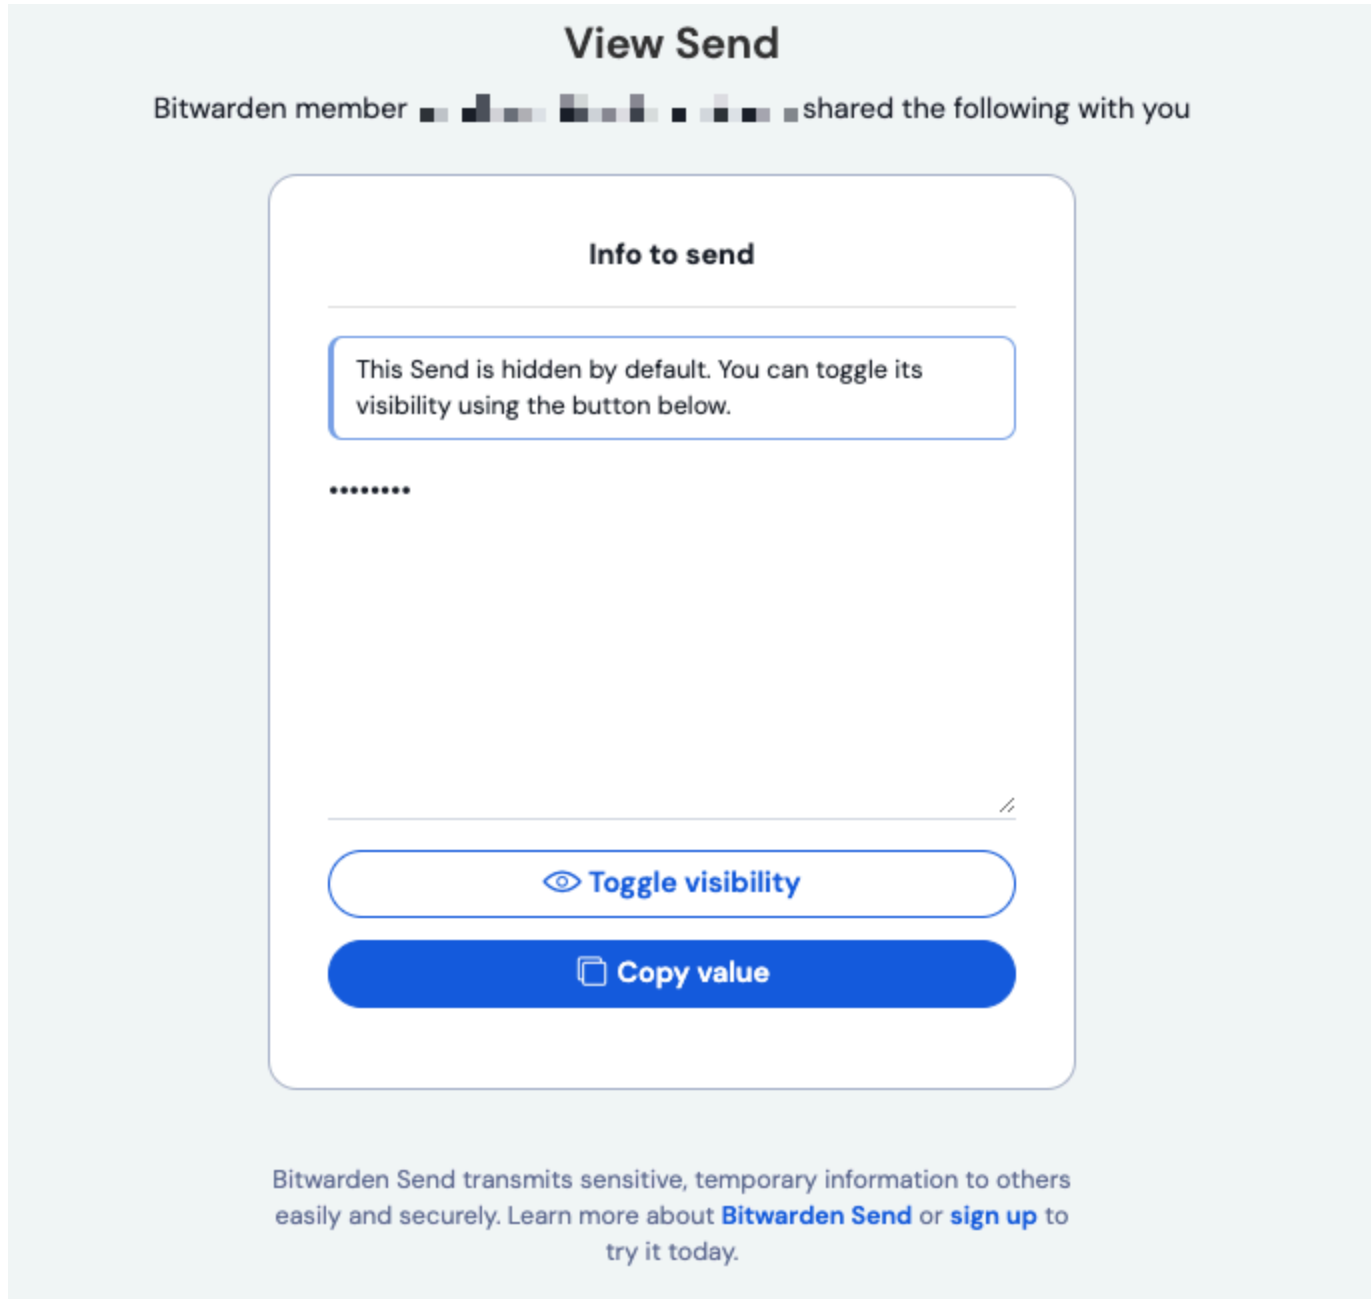 View Send
Bitwarden member shared the following with you
Info to send
This Send is hidden by default. You can toggle its
visibility using the button below.
••••••••
Toggle visibility
Copy value
Bitwarden Send transmits sensitive, temporary information to others
easily and securely. Learn more about Bitwarden Send or sign up to
try it today.